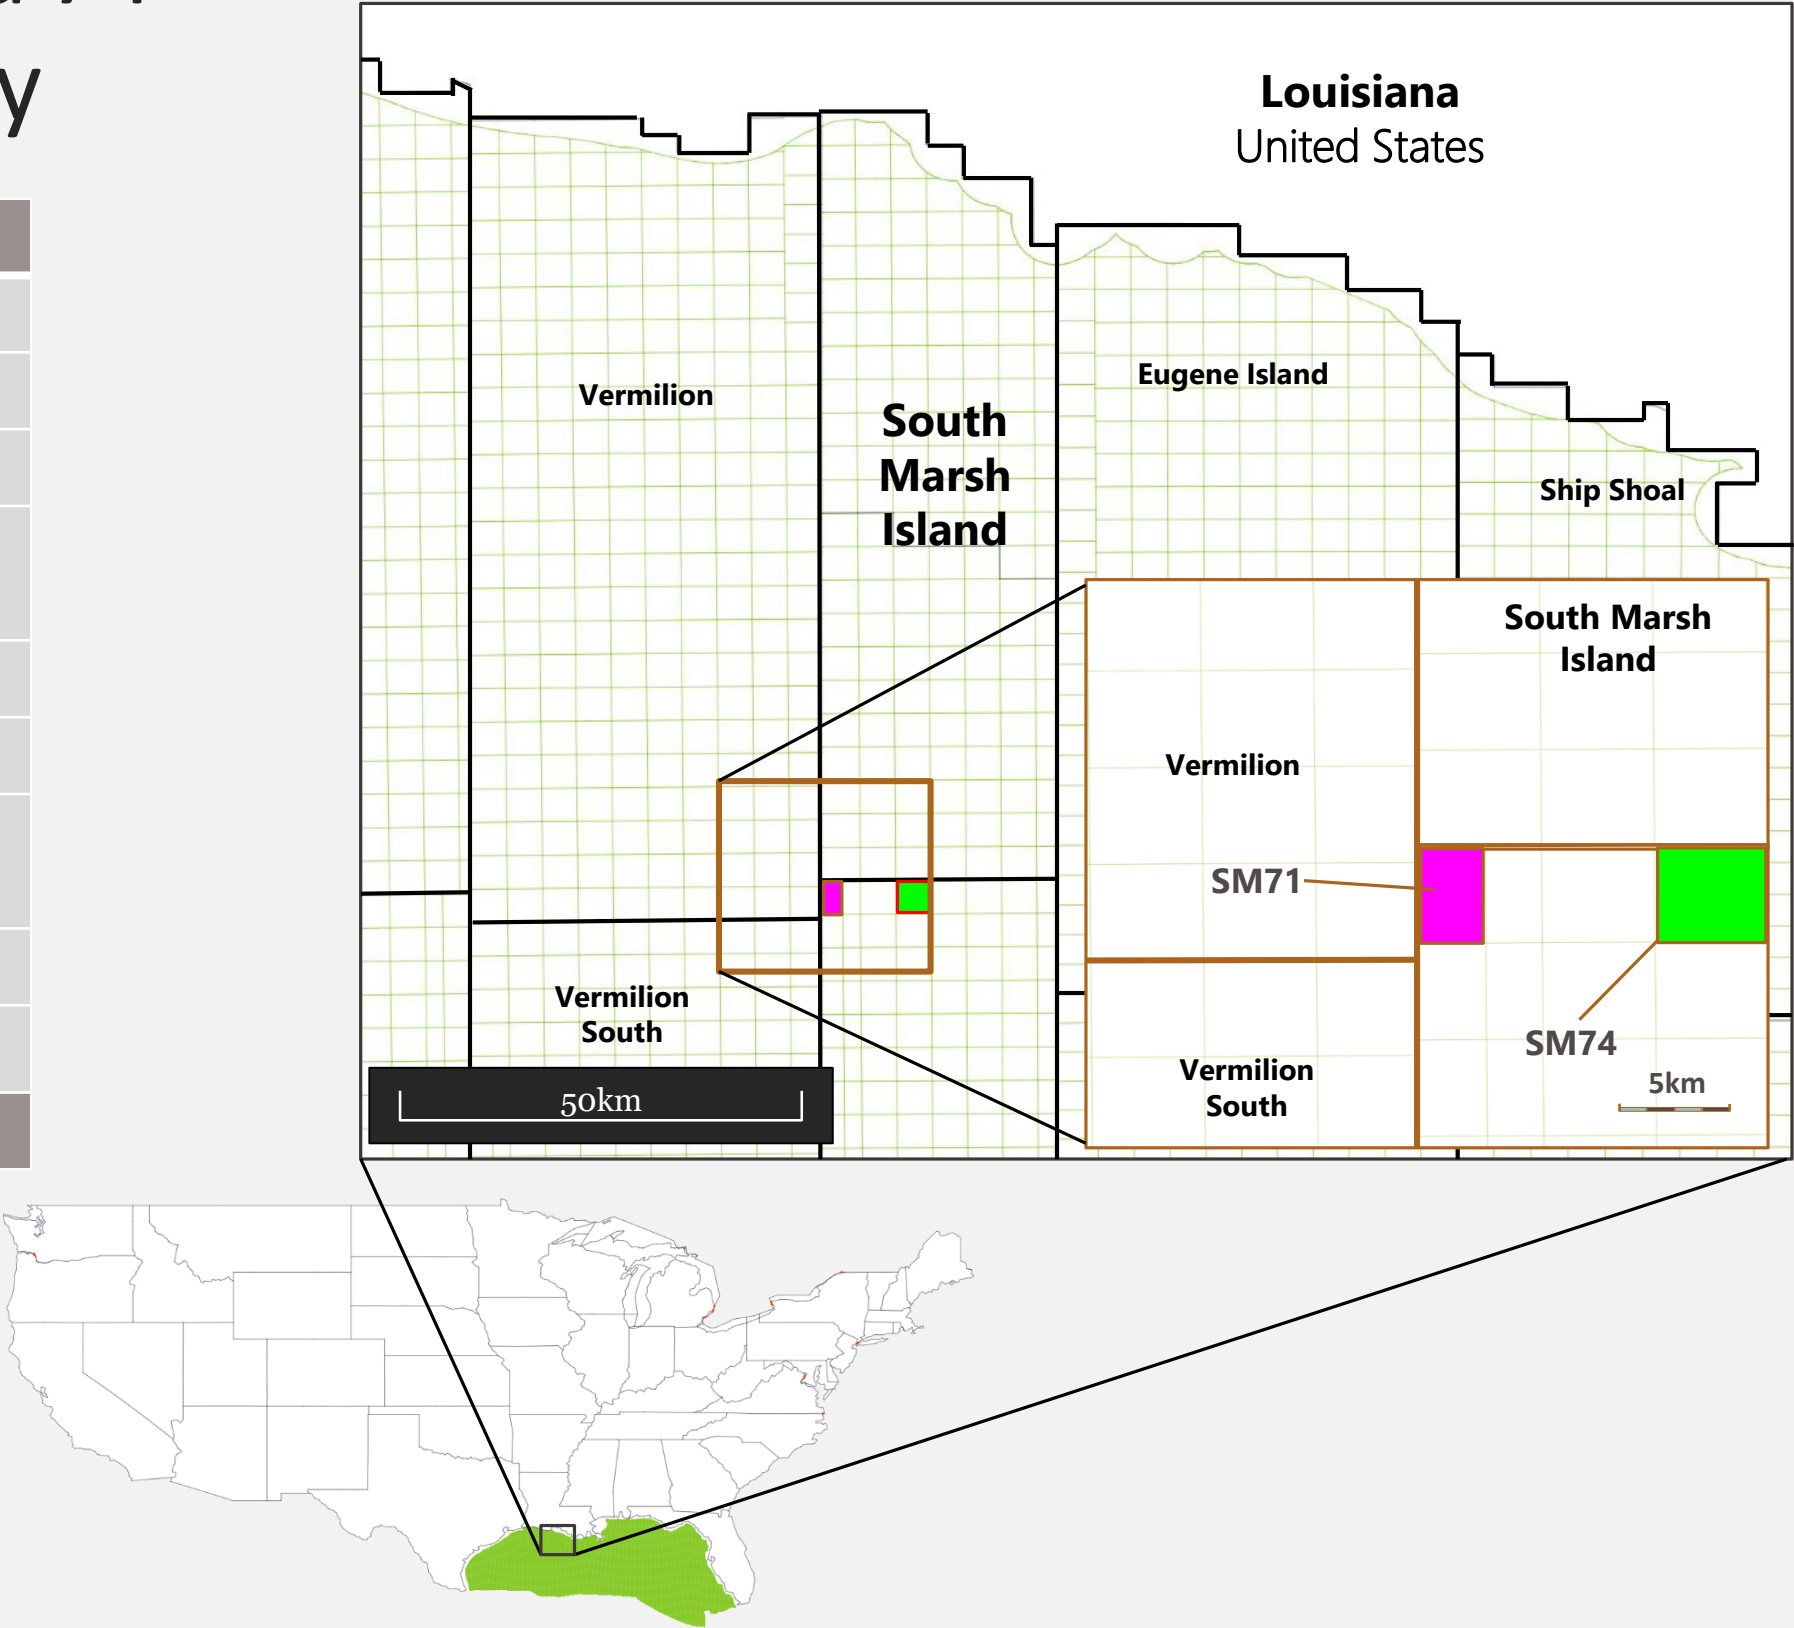 y
Louisiana
United States
Vermilion
South
Marsh
Island
Eugene Island
Ship Shoal
South Marsh
Island
Vermilion
SM71
SM74
5km
Vermilion
South
Vermilion
South
50km